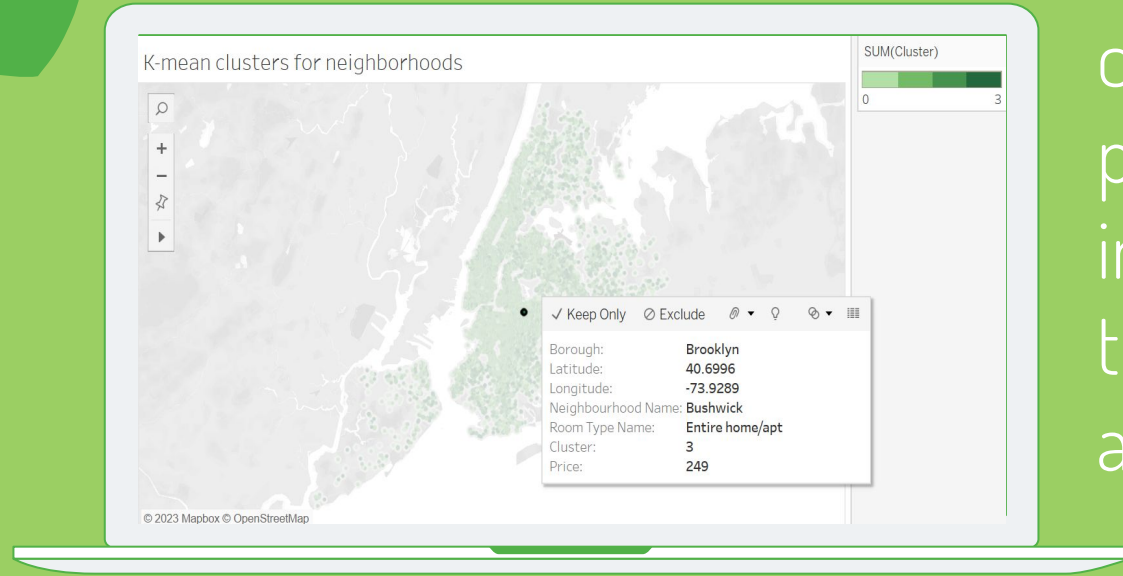 K-mean clusters for neighborhoods
SUM(Cluster)
0 3
✓ Keep Only Exclude
Borough: Brooklyn
Latitude: 40.6996
Longitude: -73.9289
Neighbourhood Name: Bushwick
Room Type Name: Entire home/apt
Cluster: 3
Price: 249
© 2023 Mapbox © OpenStreetMap